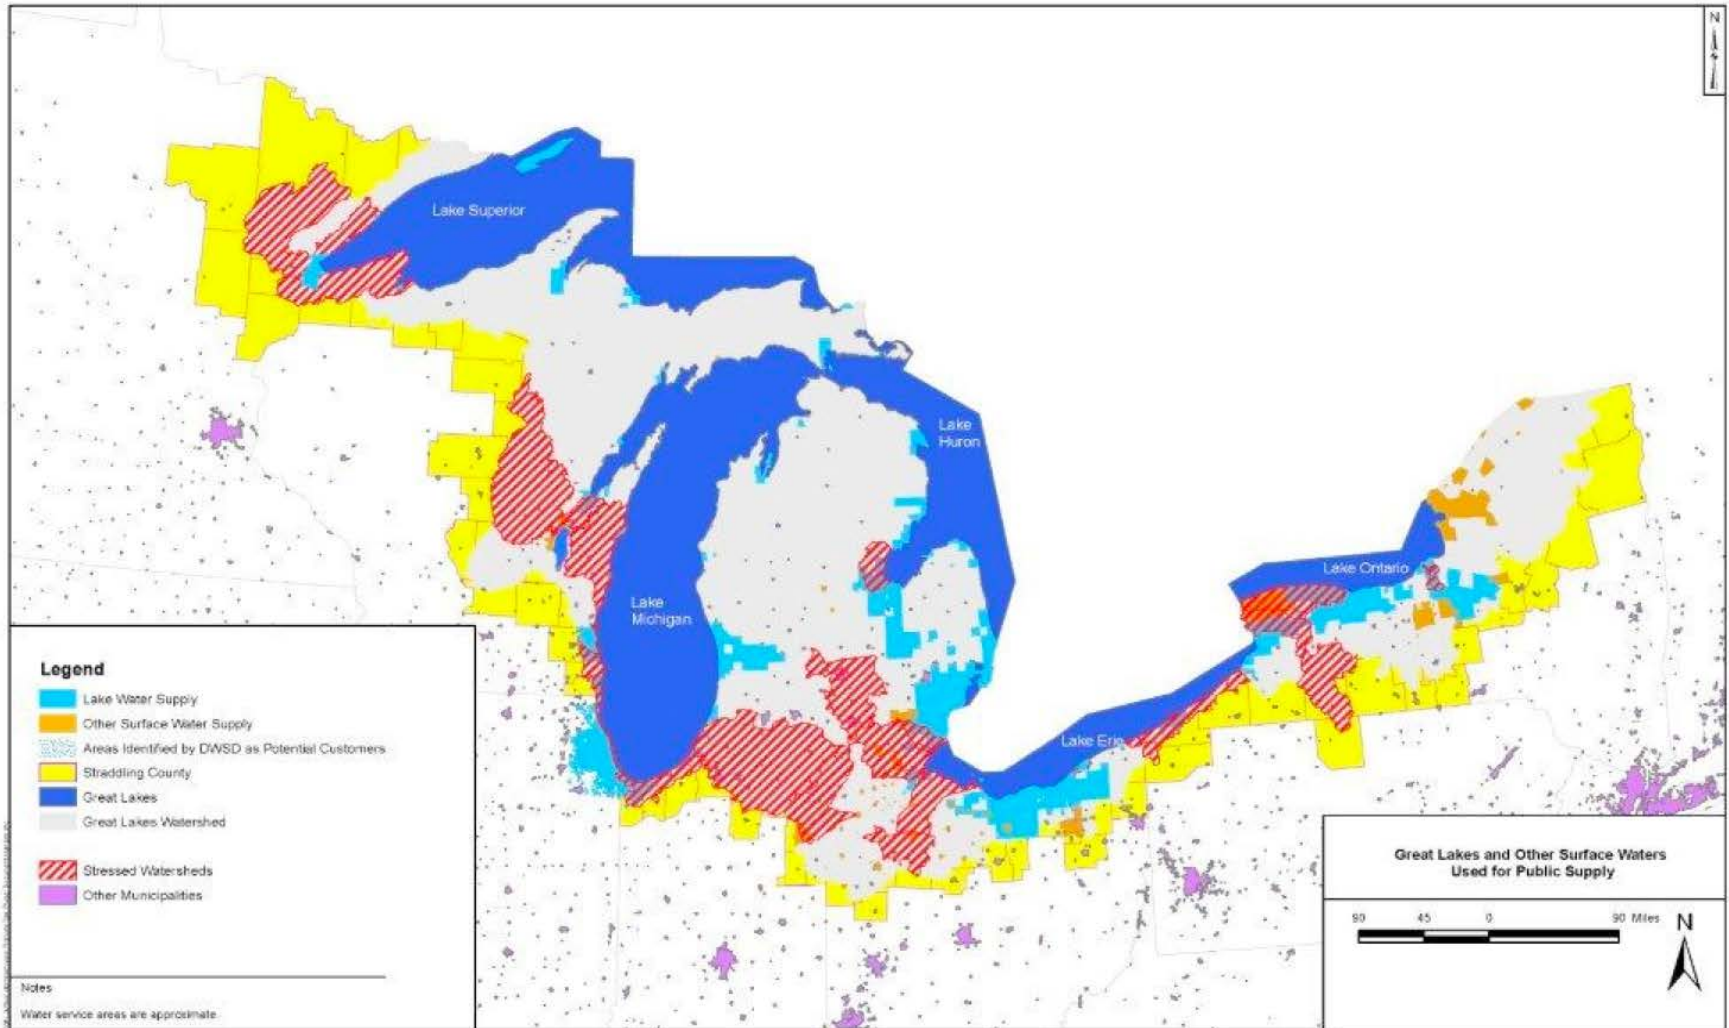 N
Lake Superior
Lake
Huron
Lake Ontario
Lake
Michigan
Lake Erie
Legend
Lake Water Supply
Other Surface Water Supply
Areas Identified by DWSD as Potential Customers
Straddling County
Great Lakes
Great Lakes Watershed
Stressed Watersheds
Other Municipalities
Notes
Water service areas are approximate.
Great Lakes and Other Surface Waters
Used for Public Supply
90 45 0 90 Miles
N